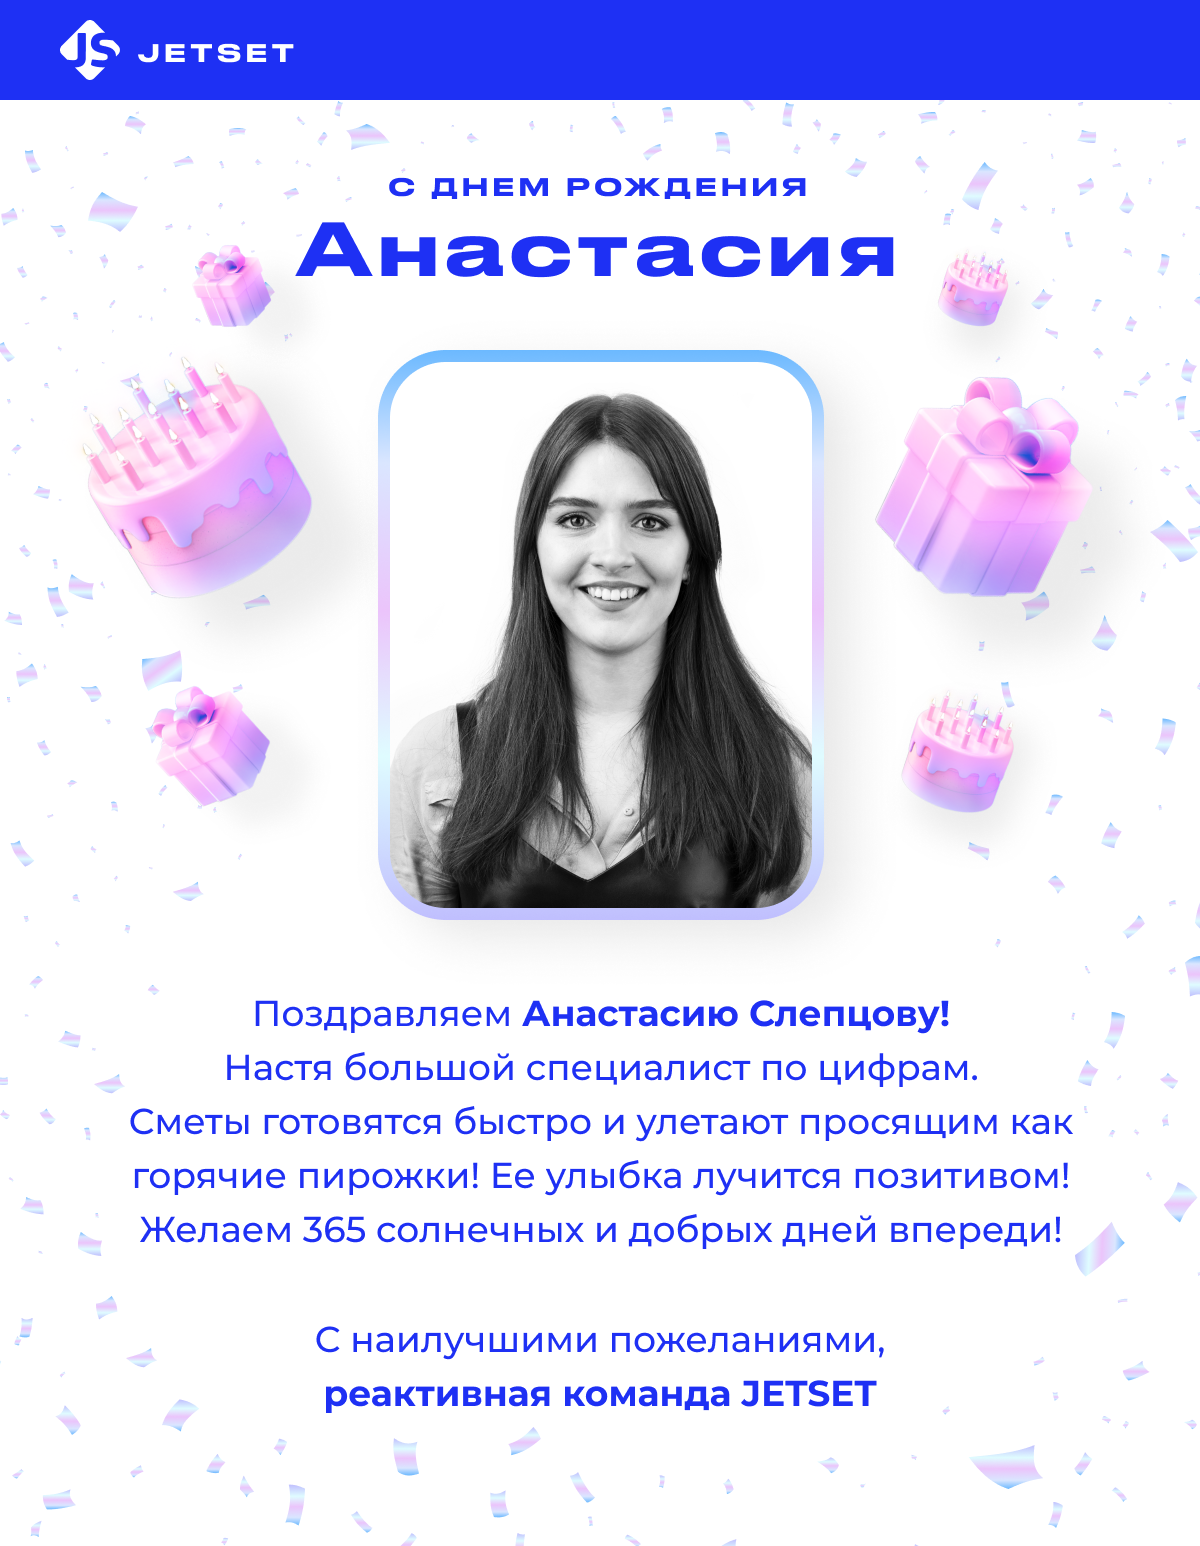 JS JETSET
С ДНЕМ РОЖДЕНИЯ
Анастасия
Поздравляем Анастасию Слепцову!
Настя большой специалист по цифрам.
Сметы готовятся быстро и улетают просящим как
горячие пирожки! Ее улыбка лучится позитивом!
Желаем 365 солнечных и добрых дней впереди!
С наилучшими пожеланиями,
реактивная команда JETSET